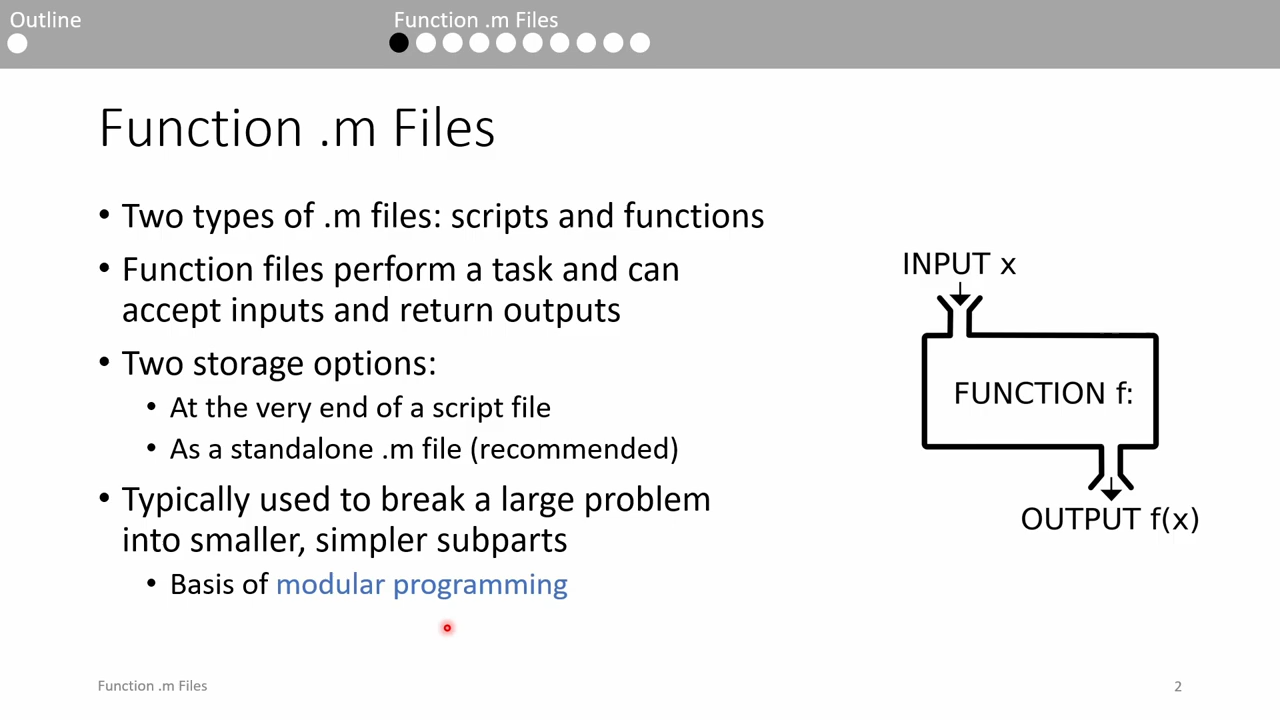 Outline
Function .m Files
Function .m Files
• Two types of .m files: scripts and functions
• Function files perform a task and can
accept inputs and return outputs
• Two storage options:
• At the very end of a script file
• As a standalone .m file (recommended)
• Typically used to break a large problem
into smaller, simpler subparts
• Basis of modular programming
INPUT x
FUNCTION f:
OUTPUT f(x)
Function .m Files
2